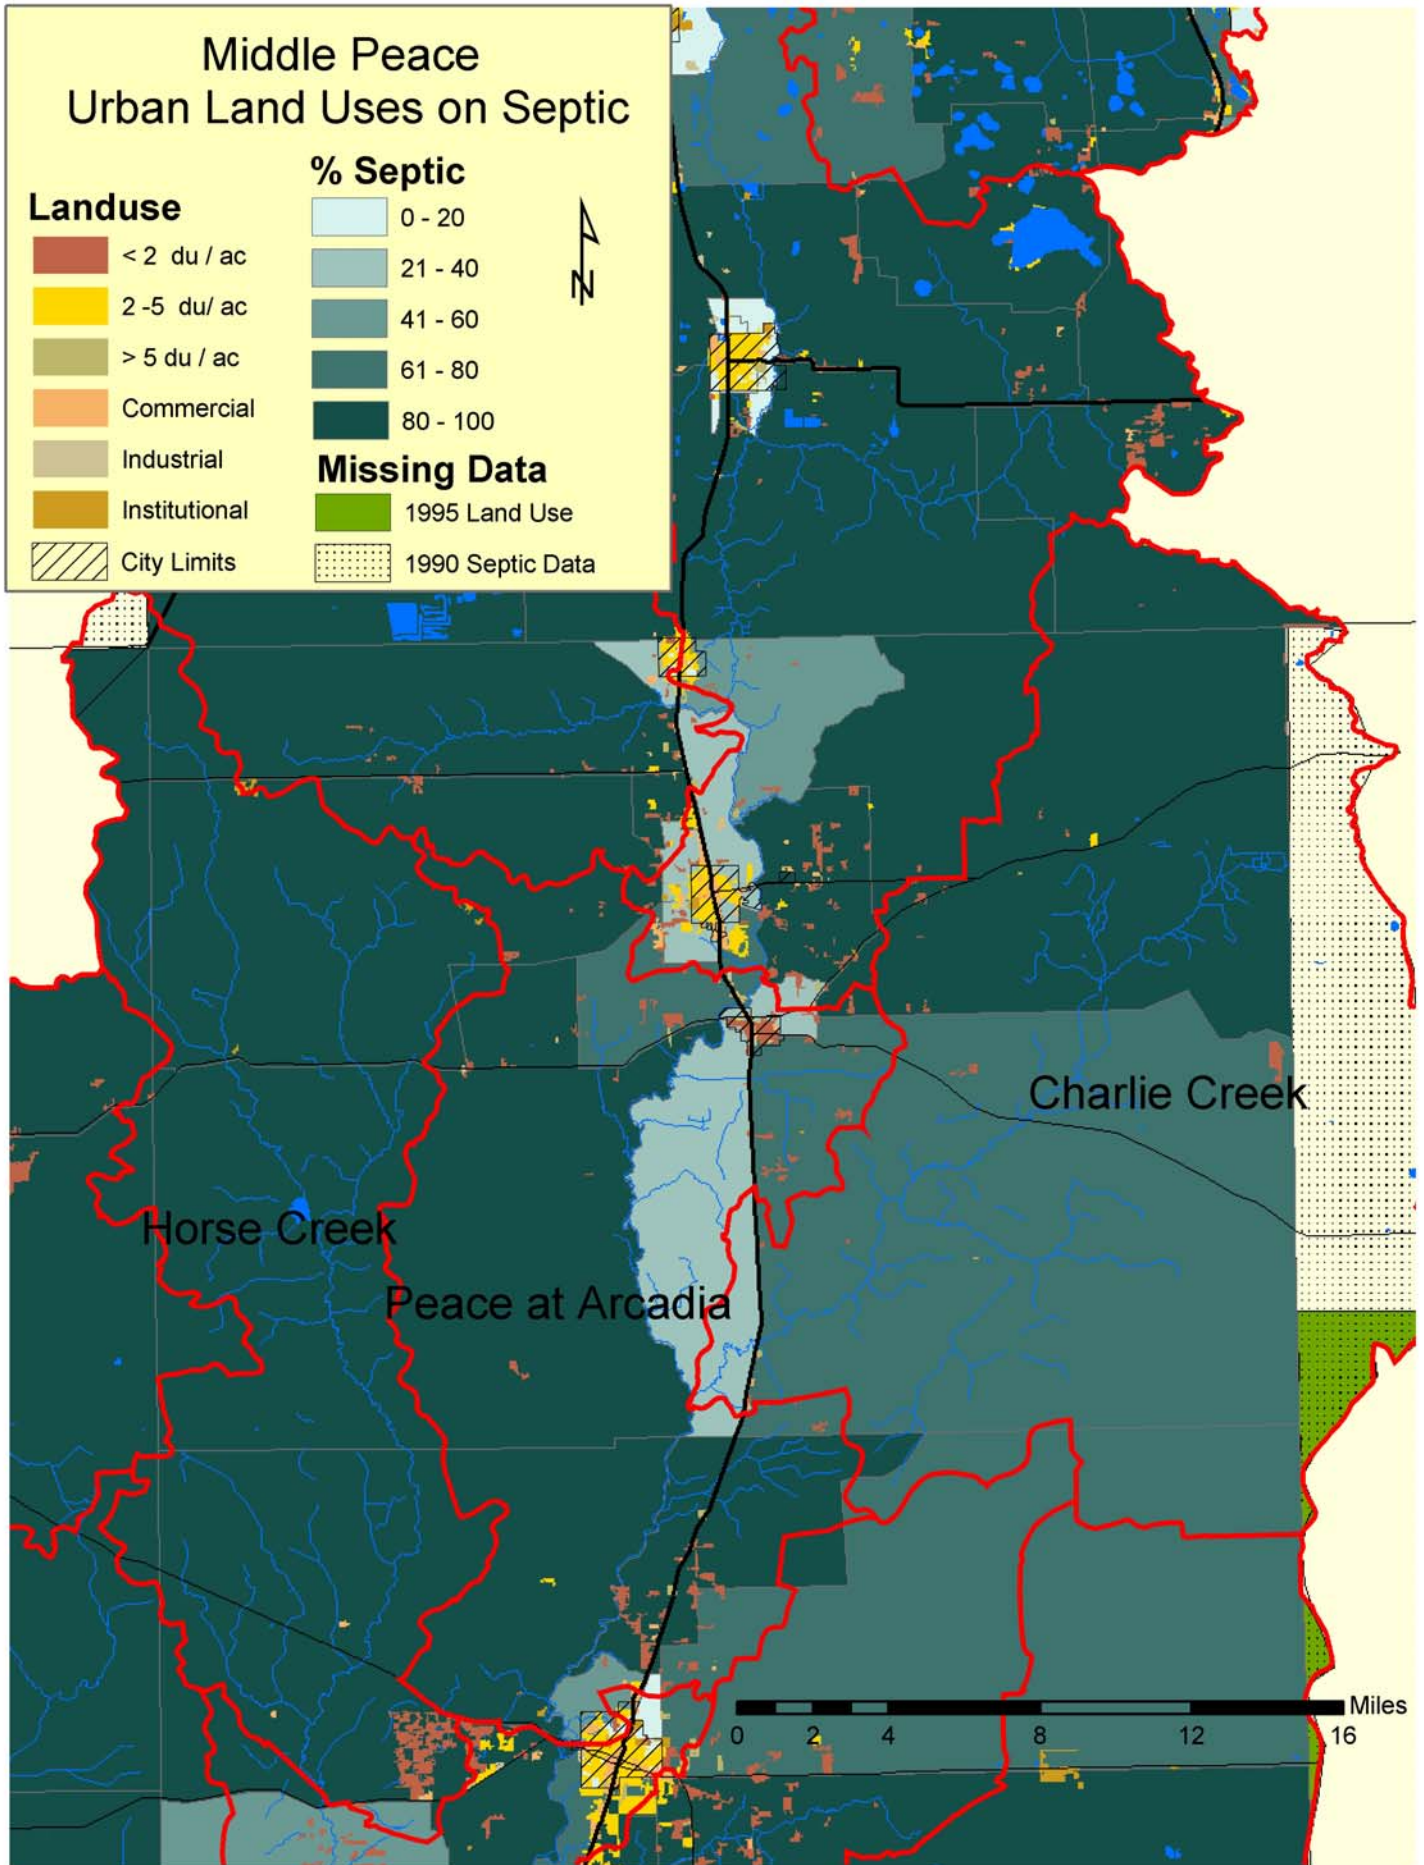 Middle Peace
Urban Land Uses on Septic
Landuse
< 2 du / ac
2 -5 du/ ac
> 5 du / ac
Commercial
Industrial
Institutional
City Limits
% Septic
0 - 20
21 - 40
41 - 60
61 - 80
80 - 100
Missing Data
1995 Land Use
1990 Septic Data
N
Charlie Creek
Horse Creek
Peace at Arcadia
Miles
0 2 4 8 12 16